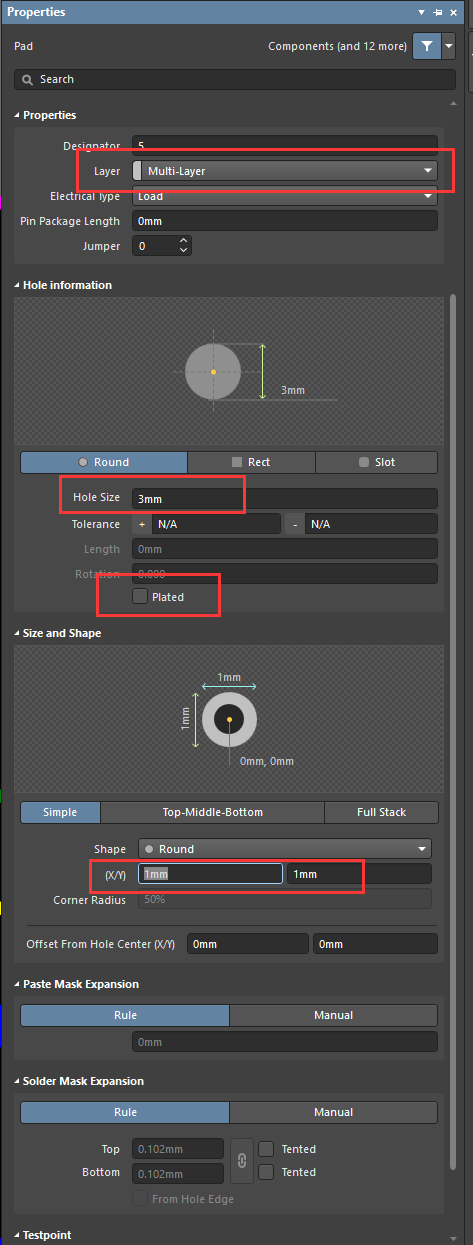 Properties
Pad Components (and 12 more)
Search
Properties
Designator 5
Layer Multi-Layer
Electrical Type Load
Pin Package Length 0mm
Jumper 0
Hole information
3mm
Round Rect Slot
Hole Size 3mm
Tolerance + N/A - N/A
Length 0mm
Rotation 0.000
Plated
Size and Shape
1mm
1mm
0mm, 0mm
Simple Top-Middle-Bottom Full Stack
Shape Round
(X/Y) 1mm 1mm
Corner Radius 50%
Offset From Hole Center (X/Y) 0mm 0mm
Paste Mask Expansion
Rule Manual
0mm
Solder Mask Expansion
Rule Manual
Top 0.102mm Tented
Bottom 0.102mm Tented
From Hole Edge
Testpoint